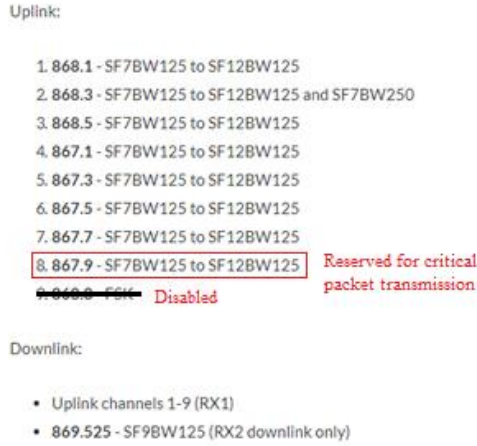 Uplink:
1. 868.1 - SF7BW125 to SF12BW125
2. 868.3 - SF7BW125 to SF12BW125 and SF7BW250
3. 868.5 - SF7BW125 to SF12BW125
4. 867.1 - SF7BW125 to SF12BW125
5. 867.3 - SF7BW125 to SF12BW125
6. 867.5 - SF7BW125 to SF12BW125
7. 867.7 - SF7BW125 to SF12BW125
8. 867.9 - SF7BW125 to SF12BW125
Reserved for critical
packet transmission
9. 868.8 - FSK
Disabled
Downlink:
• Uplink channels 1-9 (RX1)
• 869.525 - SF9BW125 (RX2 downlink only)